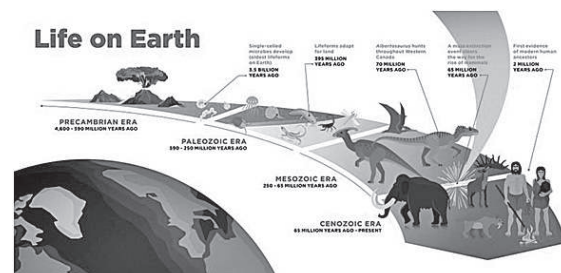 Life on Earth
Single-celled
microbes develop
(oldest lifeforms
on Earth)
3.5 BILLION
YEARS AGO
Lifeforms adapt
for land
395 MILLION
YEARS AGO
Albertosaurus hunts
throughout Western
Canada
70 MILLION
YEARS AGO
A mass extinction
event clears
the way for the
rise of mammals
65 MILLION
YEARS AGO
First evidence
of modern human
ancestors
2 MILLION
YEARS AGO
PRECAMBRIAN ERA
4,600 - 590 MILLION YEARS AGO
PALEOZOIC ERA
590 - 250 MILLION YEARS AGO
MESOZOIC ERA
250 - 65 MILLION YEARS AGO
CENOZOIC ERA
65 MILLION YEARS AGO - PRESENT